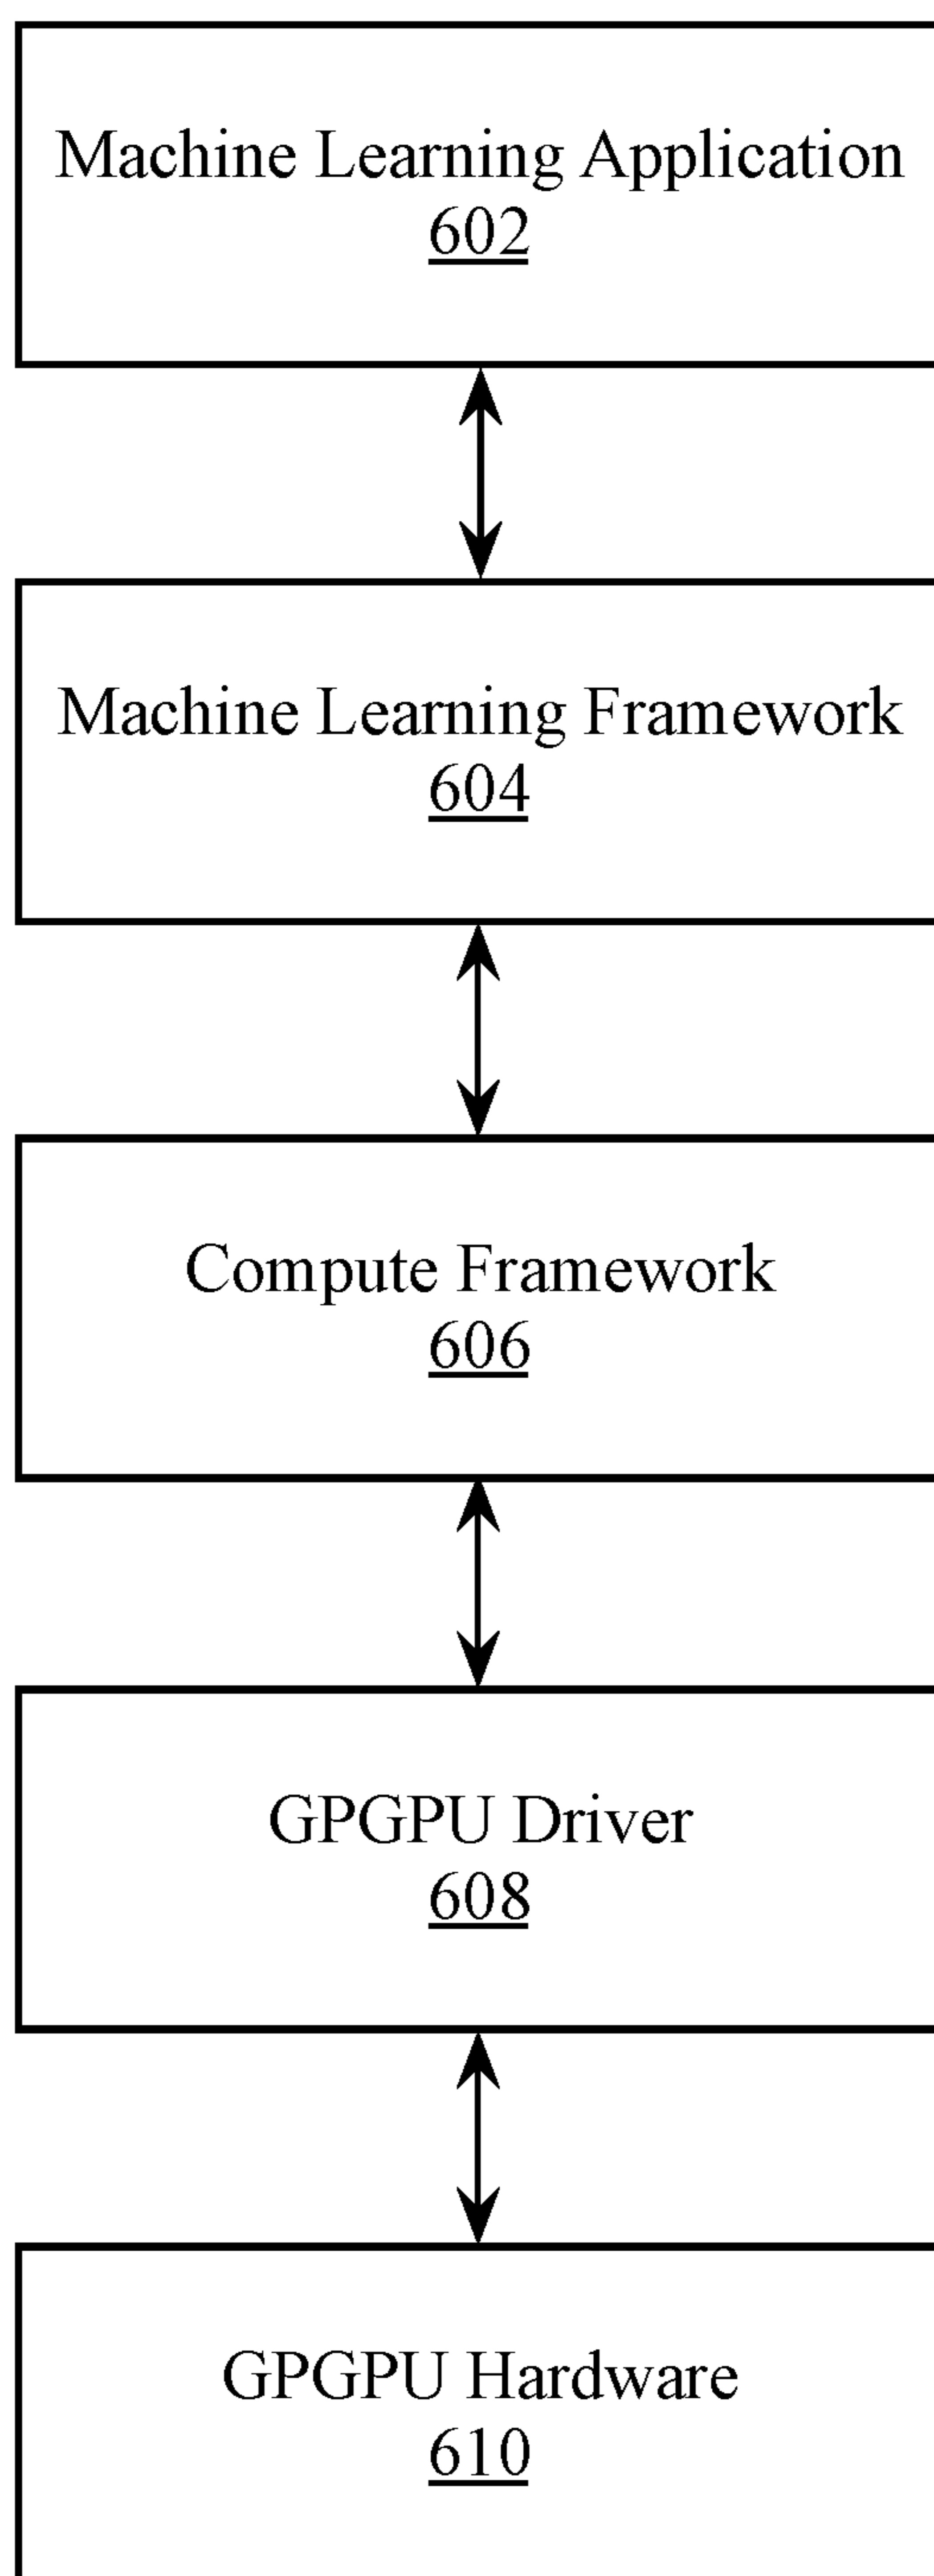 Machine Learning Application
602
Machine Learning Framework
604
Compute Framework
606
GPGPU Driver
608
GPGPU Hardware
610